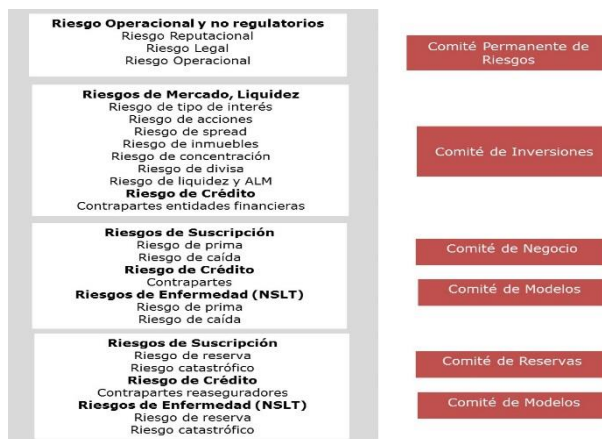 Riesgo Operacional y no regulatorios
Riesgo Reputacional
Riesgo Legal
Riesgo Operacional
Comité Permanente de
Riesgos
Riesgos de Mercado, Liquidez
Riesgo de tipo de interés
Riesgo de acciones
Riesgo de spread
Riesgo de inmuebles
Riesgo de concentración
Riesgo de divisa
Riesgo de liquidez y ALM
Riesgo de Crédito
Contrapartes entidades financieras
Comité de Inversiones
Riesgos de Suscripción
Riesgo de prima
Riesgo de caída
Riesgo de Crédito
Contrapartes
Riesgos de Enfermedad (NSLT)
Riesgo de prima
Riesgo de caída
Comité de Negocio
Comité de Modelos
Riesgos de Suscripción
Riesgo de reserva
Riesgo catastrófico
Riesgo de Crédito
Contrapartes reaseguradores
Riesgos de Enfermedad (NSLT)
Riesgo de reserva
Riesgo catastrófico
Comité de Reservas
Comité de Modelos